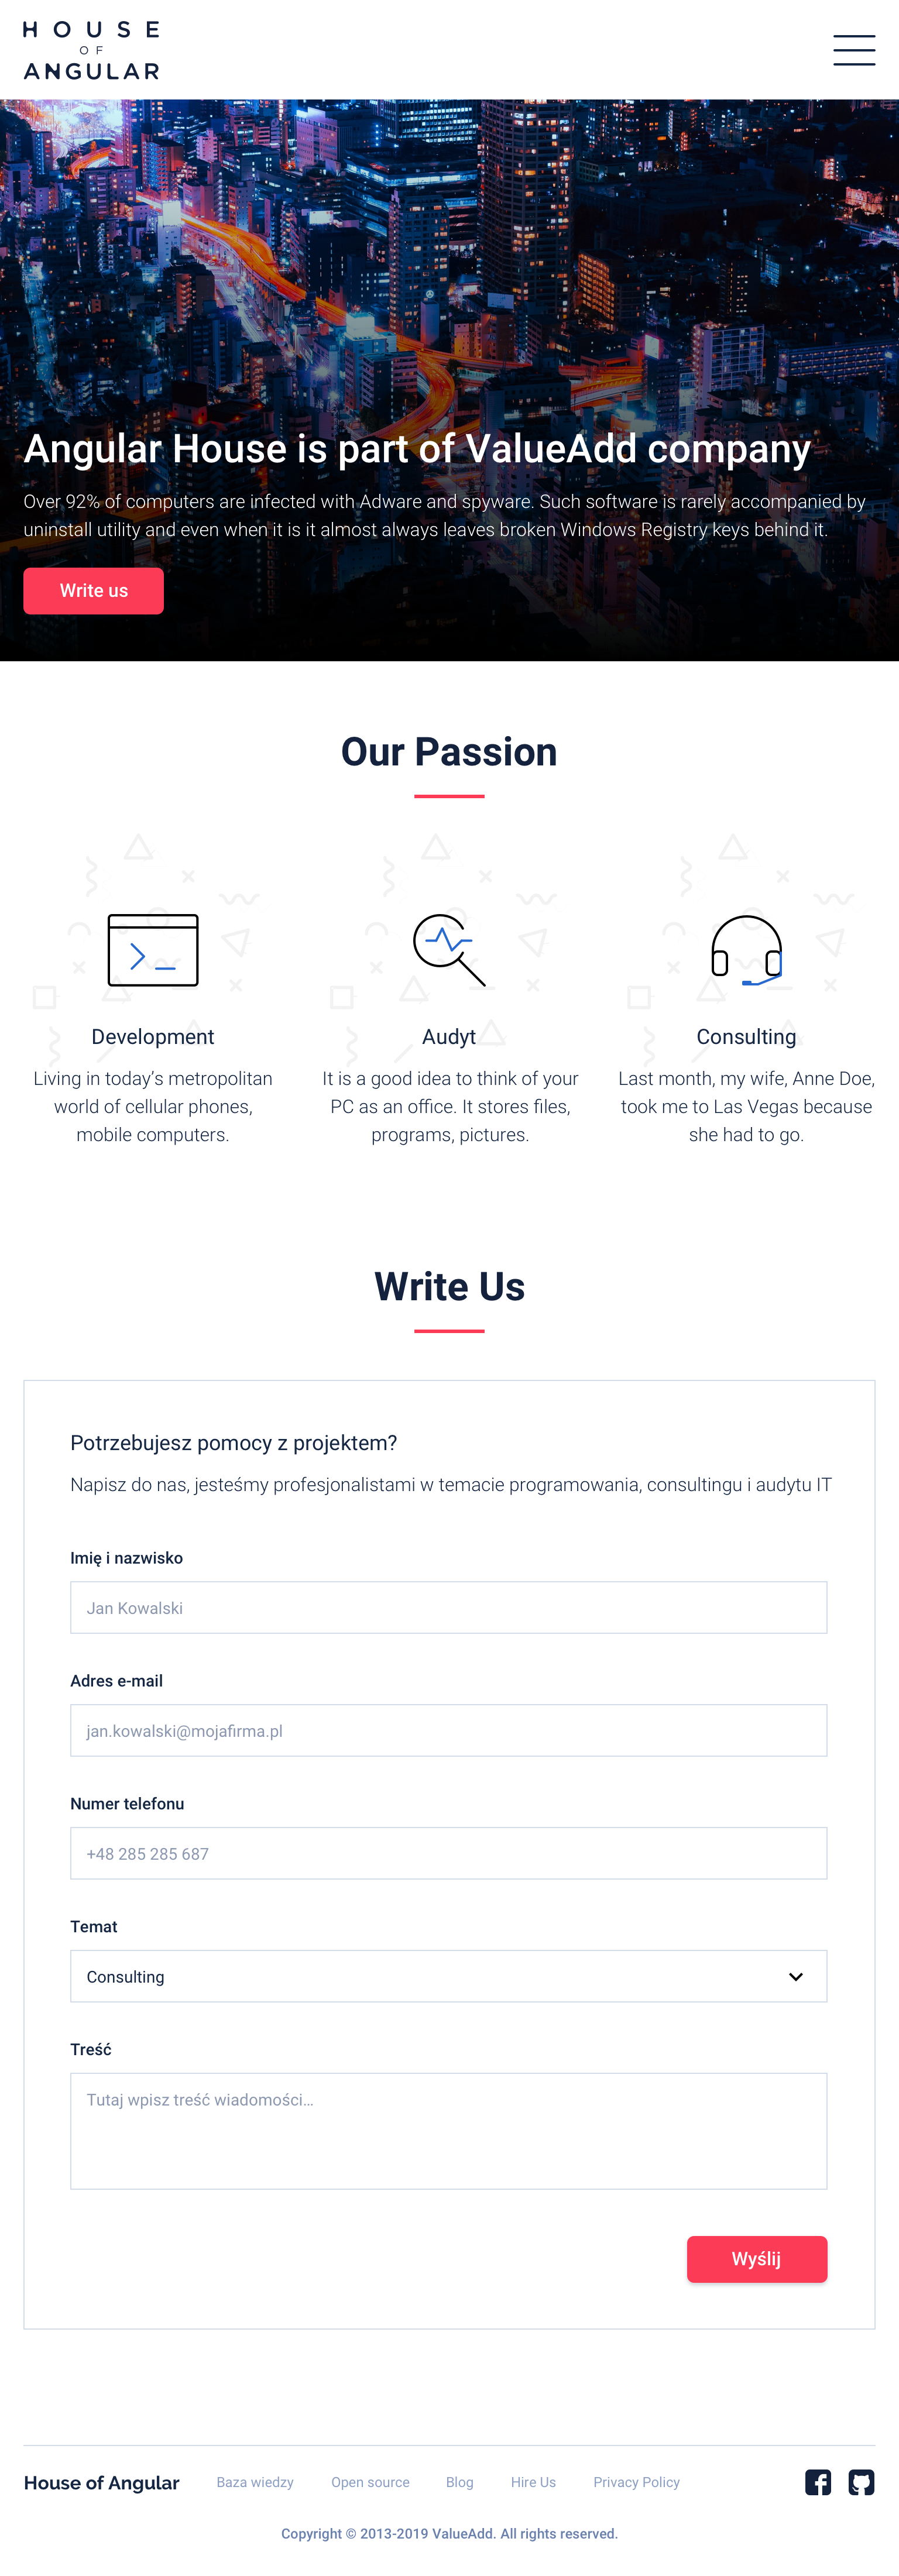 HOUSE
OF
ANGULAR
Angular House is part of ValueAdd company
Over 92% of computers are infected with Adware and spyware. Such software is rarely accompanied by
uninstall utility and even when it is it almost always leaves broken Windows Registry keys behind it.
Write us
Our Passion
Development
Living in today’s metropolitan
world of cellular phones,
mobile computers.
Audyt
It is a good idea to think of your
PC as an office. It stores files,
programs, pictures.
Consulting
Last month, my wife, Anne Doe,
took me to Las Vegas because
she had to go.
Write Us
Potrzebujesz pomocy z projektem?
Napisz do nas, jesteśmy profesjonalistami w temacie programowania, consultingu i audytu IT
Imię i nazwisko
Jan Kowalski
Adres e-mail
jan.kowalski@mojafirma.pl
Numer telefonu
+48 285 285 687
Temat
Consulting
Treść
Tutaj wpisz treść wiadomości...
Wyślij
House of Angular Baza wiedzy Open source Blog Hire Us Privacy Policy
Copyright © 2013-2019 ValueAdd. All rights reserved.